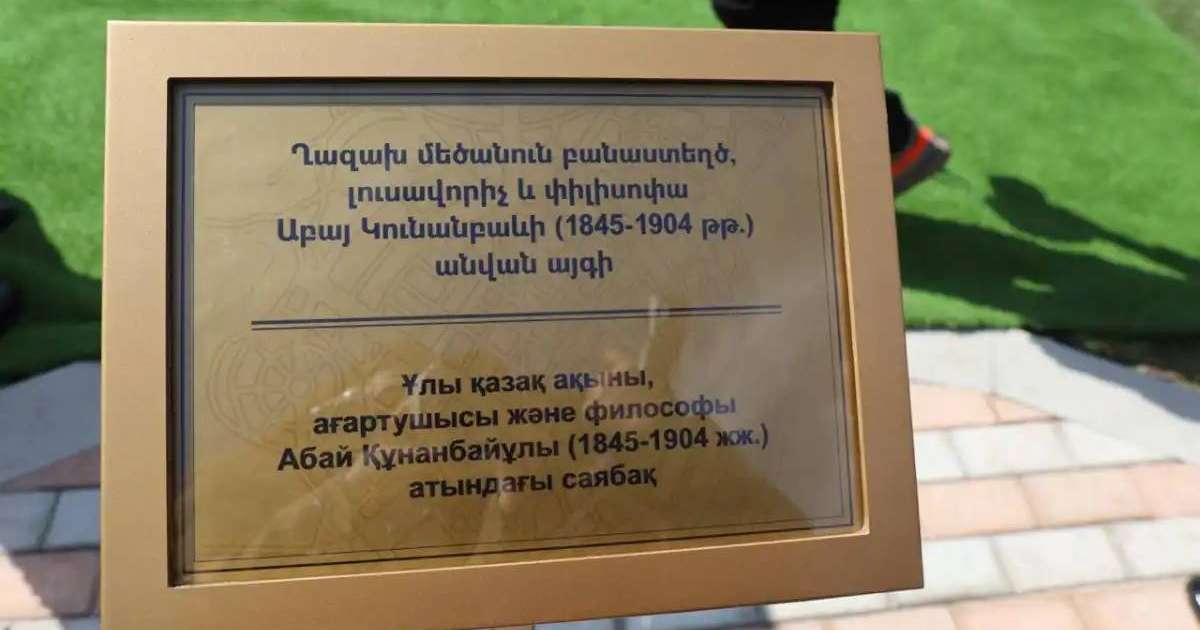 Ղազախ մեծանուն բանաստեղծ,
լուսավորիչ և փիլիսոփա
Աբայ Կունանբաևի (1845-1904 թթ.)
անվան այգի
Ұлы қазақ ақыны,
ағартушысы және философы
Абай Құнанбайұлы (1845-1904 жж.)
атындағы саябақ